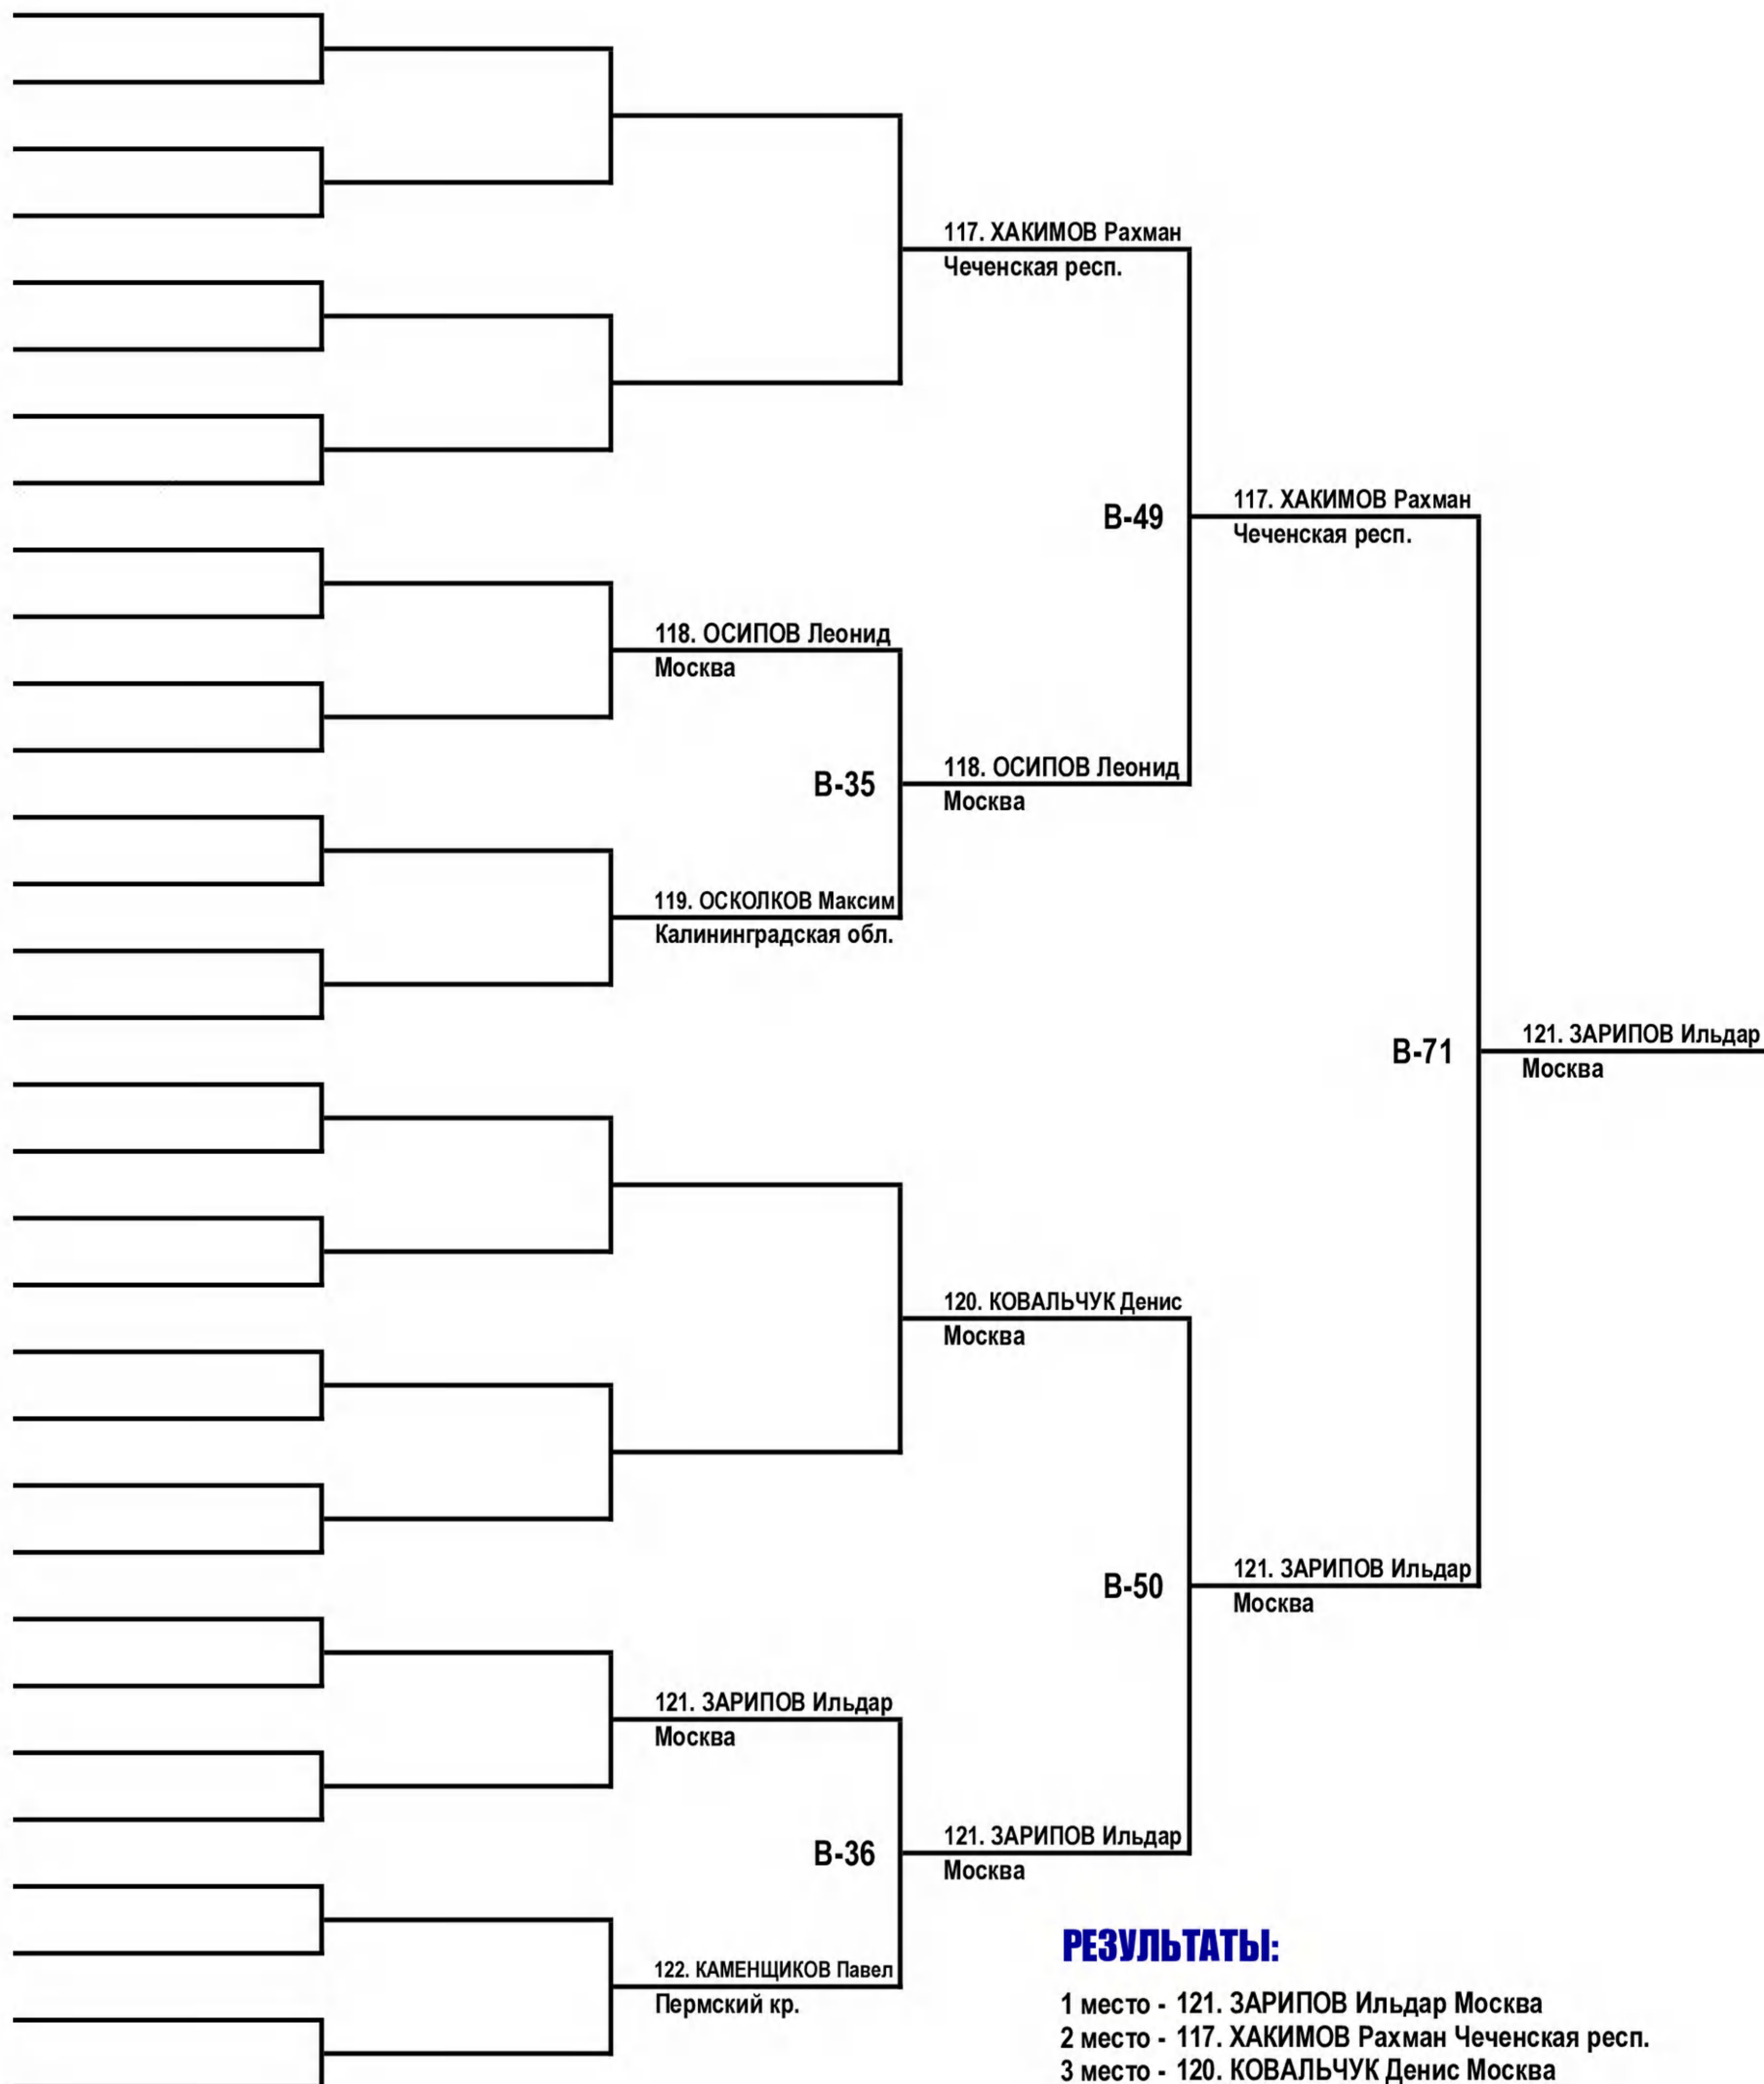 117. ХАКИМОВ Рахман
Чеченская респ.
В-49
117. ХАКИМОВ Рахман
Чеченская респ.
118. ОСИПОВ Леонид
Москва
В-35
118. ОСИПОВ Леонид
Москва
119. ОСКОЛКОВ Максим
Калининградская обл.
В-71
121. ЗАРИПОВ Ильдар
Москва
120. КОВАЛЬЧУК Денис
Москва
В-50
121. ЗАРИПОВ Ильдар
Москва
121. ЗАРИПОВ Ильдар
Москва
В-36
121. ЗАРИПОВ Ильдар
Москва
122. КАМЕНЩИКОВ Павел
Пермский кр.
РЕЗУЛЬТАТЫ:
1 место - 121. ЗАРИПОВ Ильдар Москва
2 место - 117. ХАКИМОВ Рахман Чеченская респ.
3 место - 120. КОВАЛЬЧУК Денис Москва